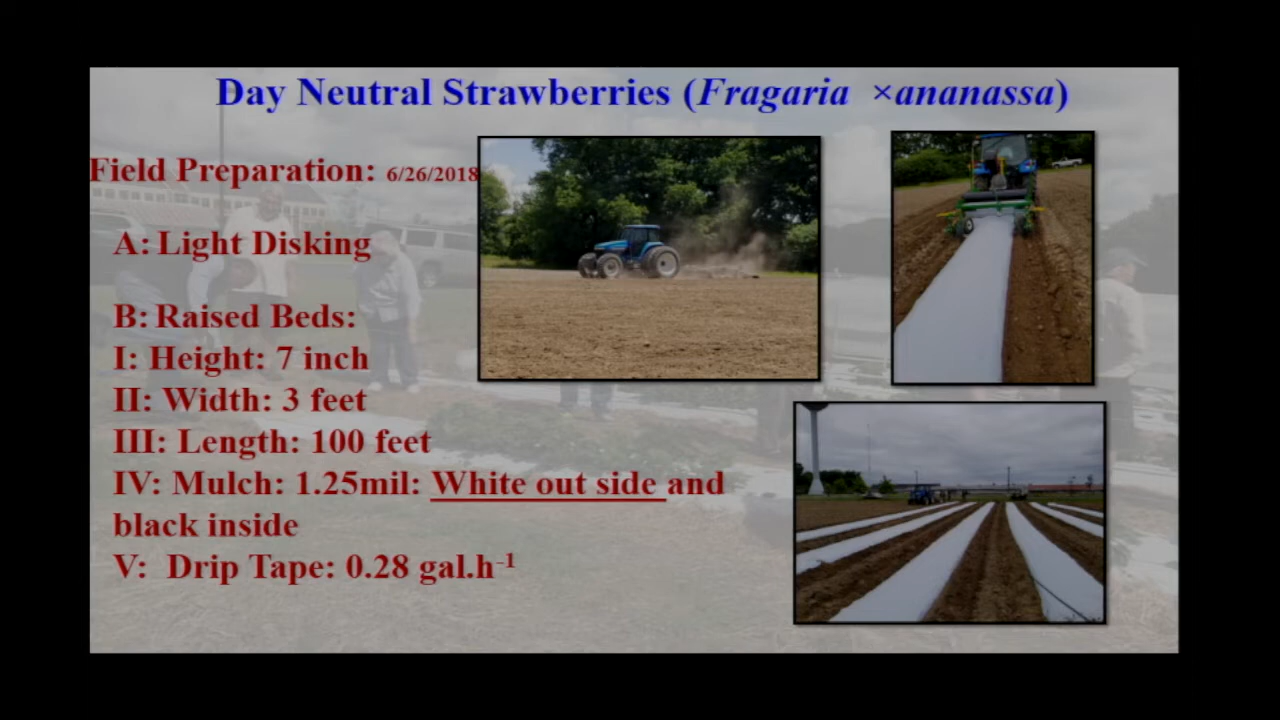 Day Neutral Strawberries (Fragaria ×ananassa)
Field Preparation: 6/26/2018
A: Light Disking
B: Raised Beds:
I: Height: 7 inch
II: Width: 3 feet
III: Length: 100 feet
IV: Mulch: 1.25mil: White out side and
black inside
V: Drip Tape: 0.28 gal.h⁻¹